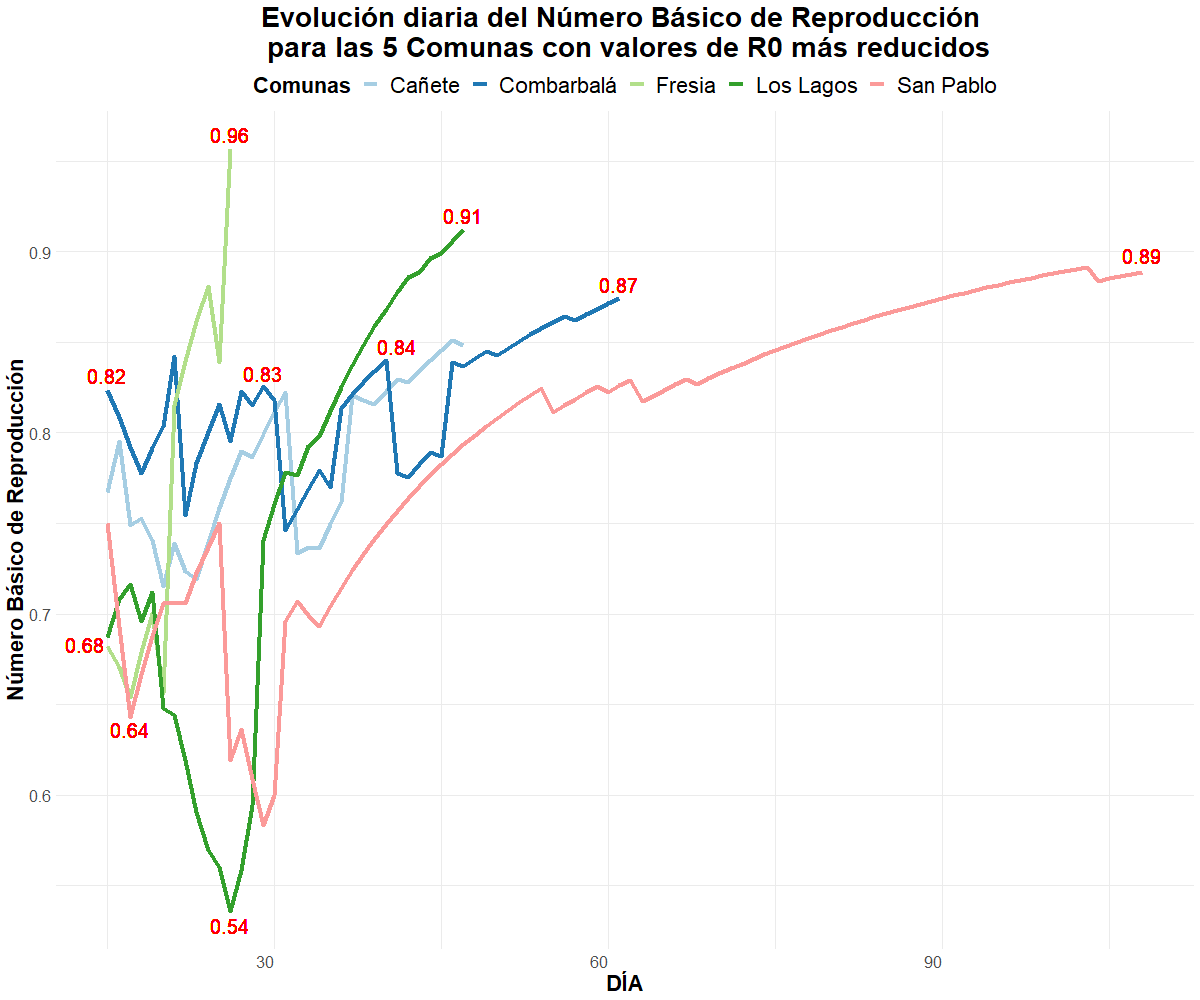 Evolución diaria del Número Básico de Reproducción
para las 5 Comunas con valores de R0 más reducidos
Comunas Cañete Combarbalá Fresia Los Lagos San Pablo
Número Básico de Reproducción
0.9
0.8
0.7
0.6
0.96
0.91
0.89
0.87
0.84
0.83
0.82
0.68
0.64
0.54
30 60 90
DÍA